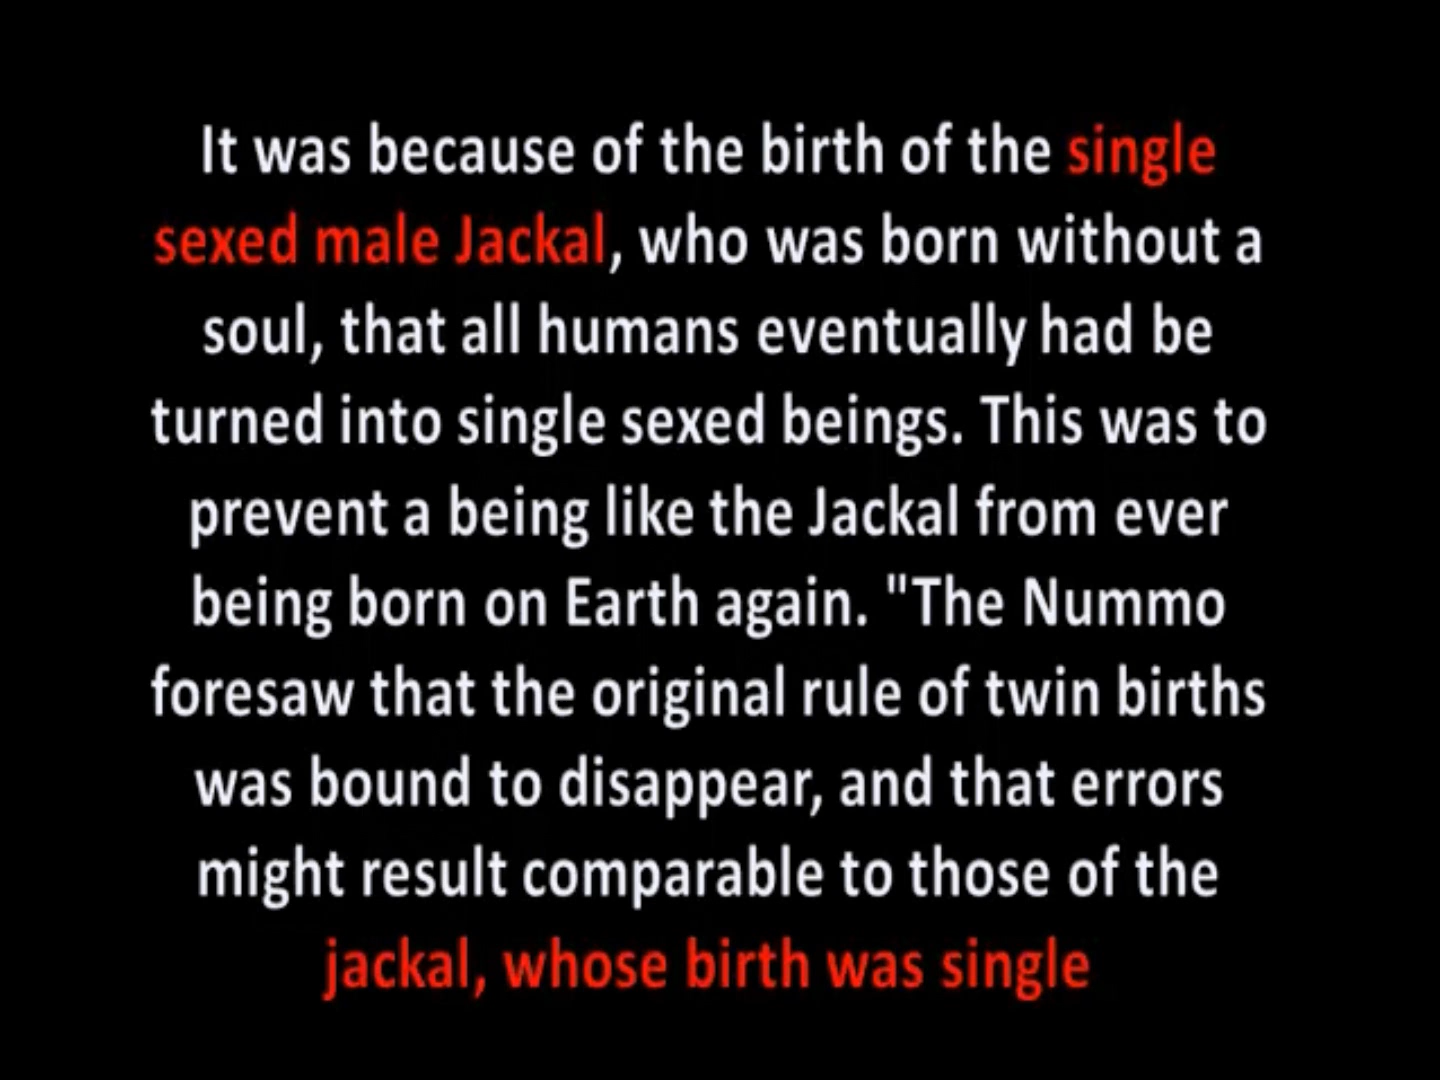 It was because of the birth of the single
sexed male Jackal, who was born without a
soul, that all humans eventually had be
turned into single sexed beings. This was to
prevent a being like the Jackal from ever
being born on Earth again. "The Nummo
foresaw that the original rule of twin births
was bound to disappear, and that errors
might result comparable to those of the
jackal, whose birth was single